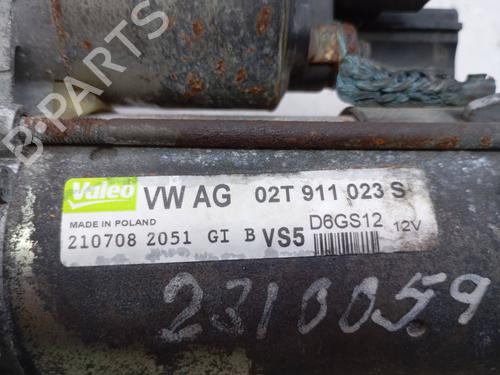 B PARTS
Valeo VW AG 02T 911 023 S
MADE IN POLAND D6GS12 12V
210708 2051 GI B VS5
2310059